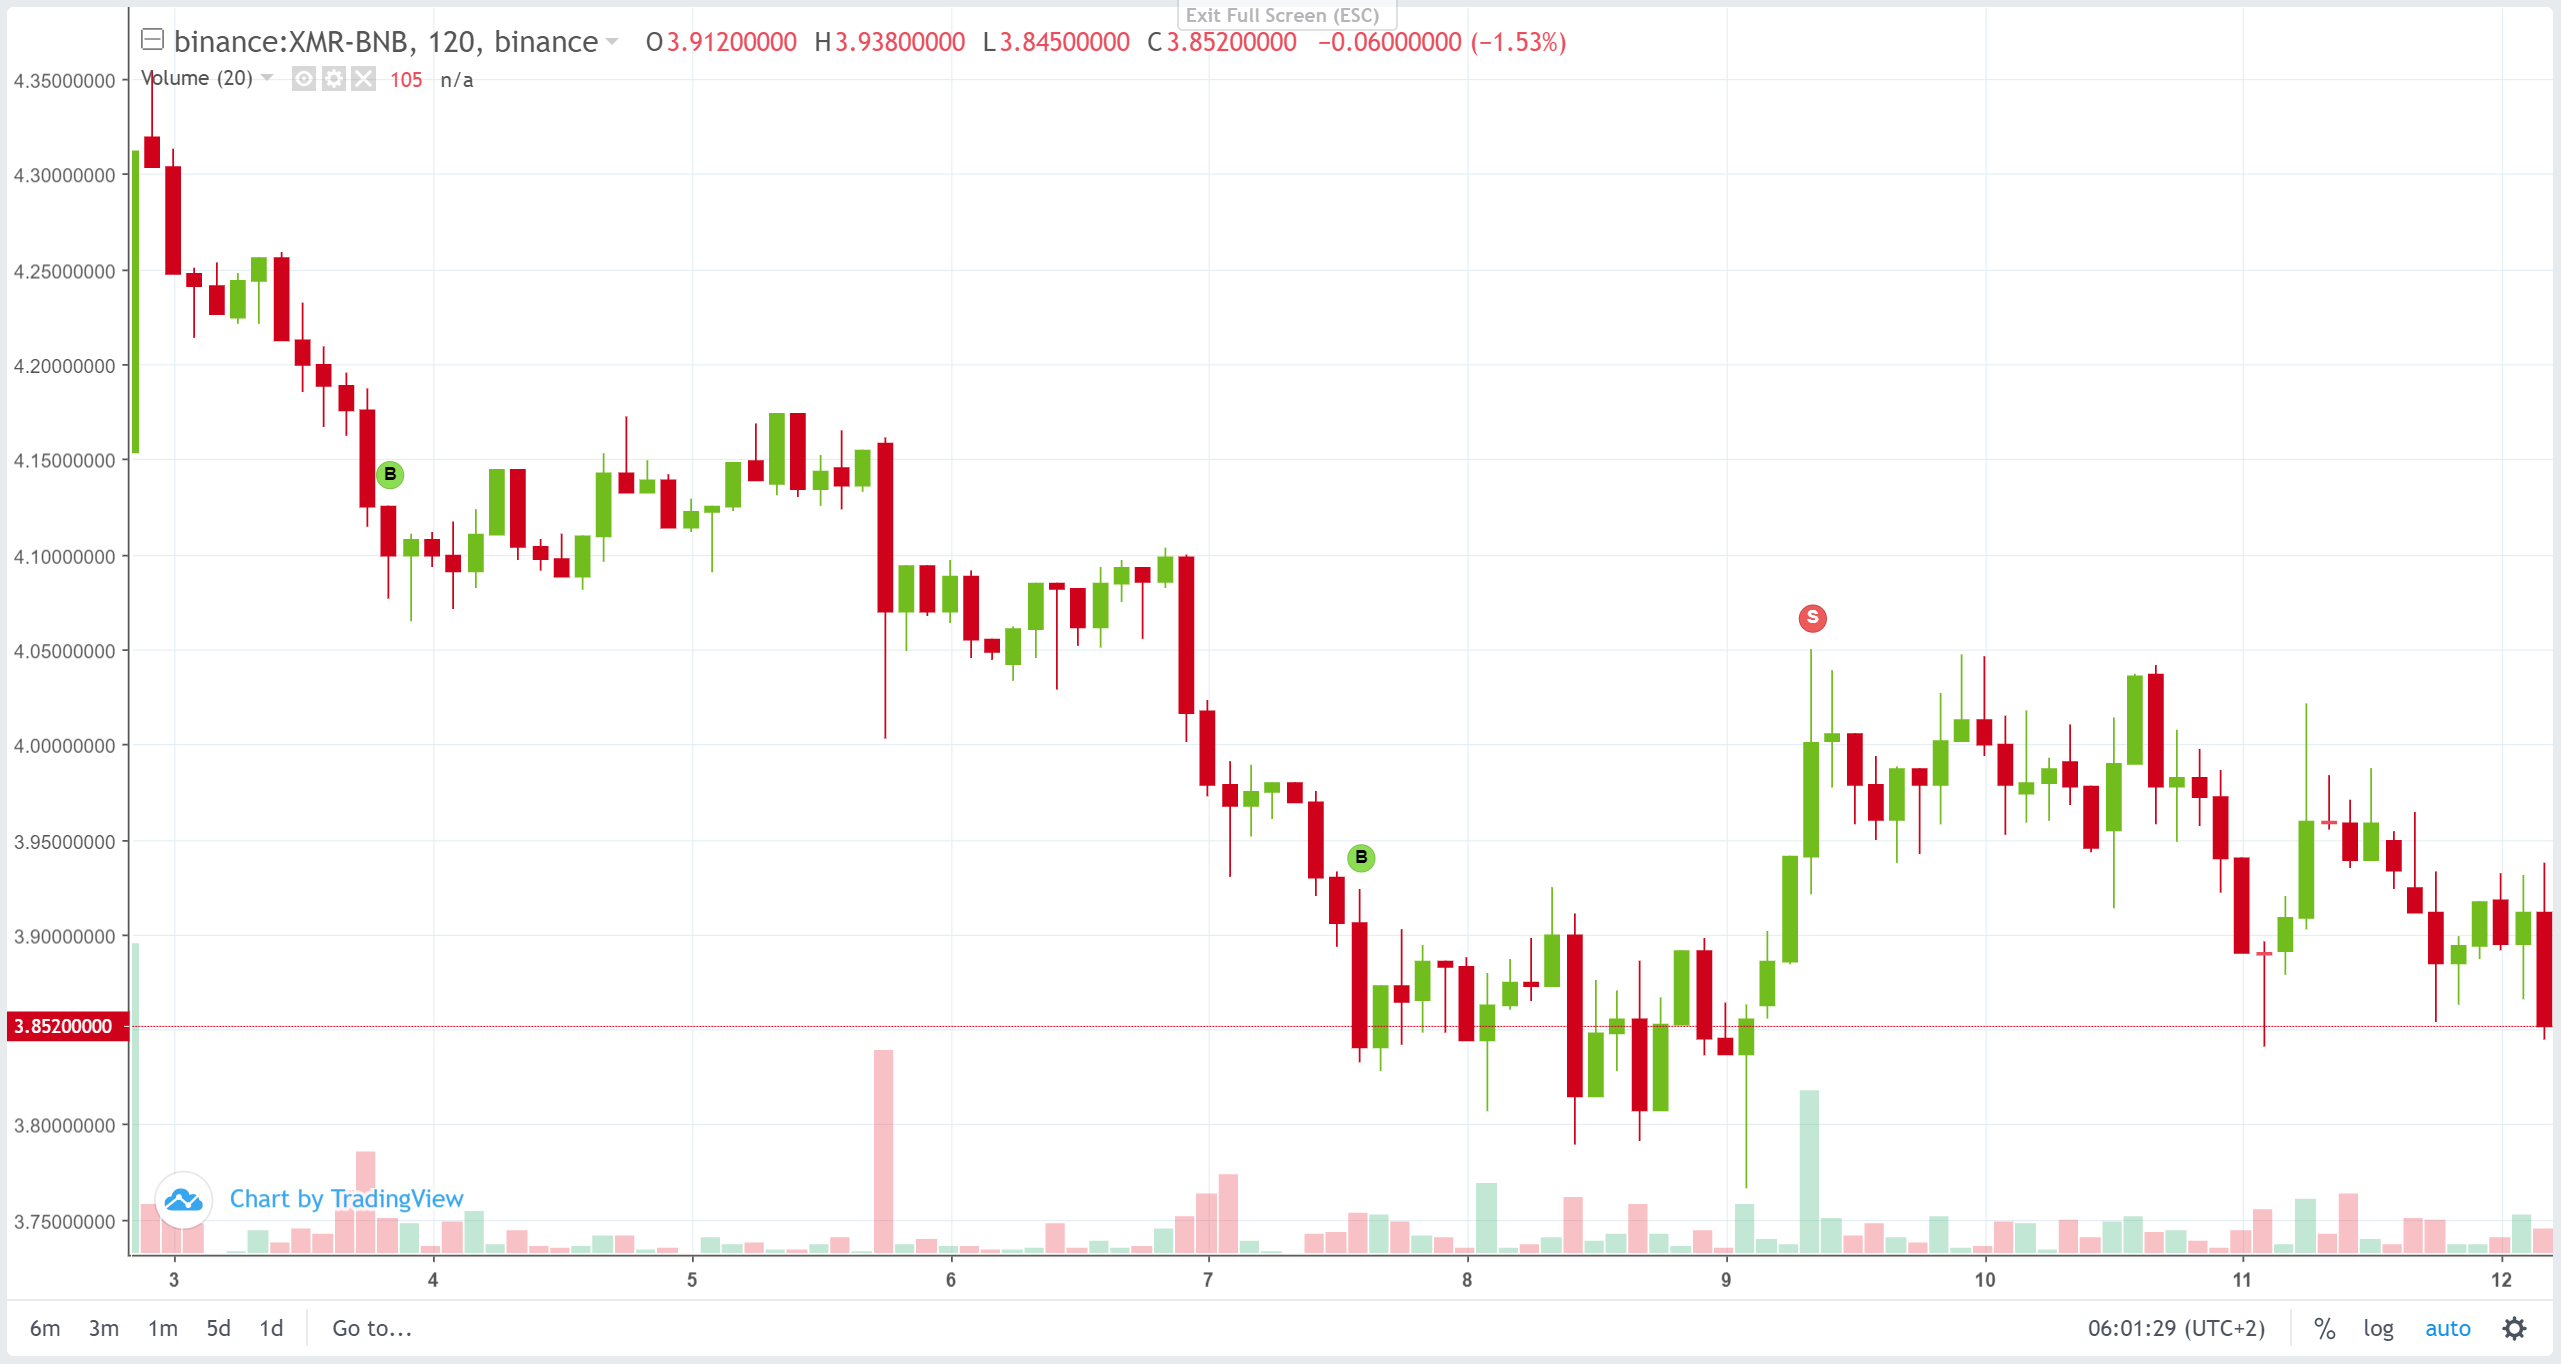 Exit Full Screen (ESC)
binance:XMR-BNB, 120, binance O3.91200000 H3.93800000 L3.84500000 C3.85200000 −0.06000000 (−1.53%)
Volume (20) 105 n/a
4.35000000
4.30000000
4.25000000
4.20000000
4.15000000
B
4.10000000
S
4.05000000
4.00000000
3.95000000
B
3.90000000
3.85200000
3.80000000
Chart by TradingView
3.75000000
3 4 5 6 7 8 9 10 11 12
6m 3m 1m 5d 1d Go to... 06:01:29 (UTC+2) % log auto